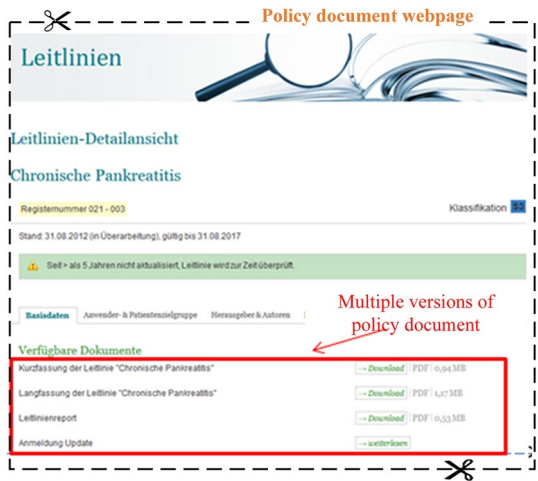 Policy document webpage
Leitlinien
Leitlinien-Detailansicht
Chronische Pankreatitis
Registernummer 021 - 003
Klassifikation S3
Stand: 31.08.2012 (in Überarbeitung), gültig bis 31.08.2017
Seit > als 5 Jahren nicht aktualisiert, Leitlinie wird zur Zeit überprüft.
Multiple versions of
policy document
Basisdaten Anwender- & Patientenzielgruppe Herausgeber & Autoren
Verfügbare Dokumente
Kurzfassung der Leitlinie "Chronische Pankreatitis" → Download | PDF | 0,94 MB
Langfassung der Leitlinie "Chronische Pankreatitis" → Download | PDF | 1,17 MB
Leitlinienreport → Download | PDF | 0,53 MB
Anmeldung Update → weiterlesen